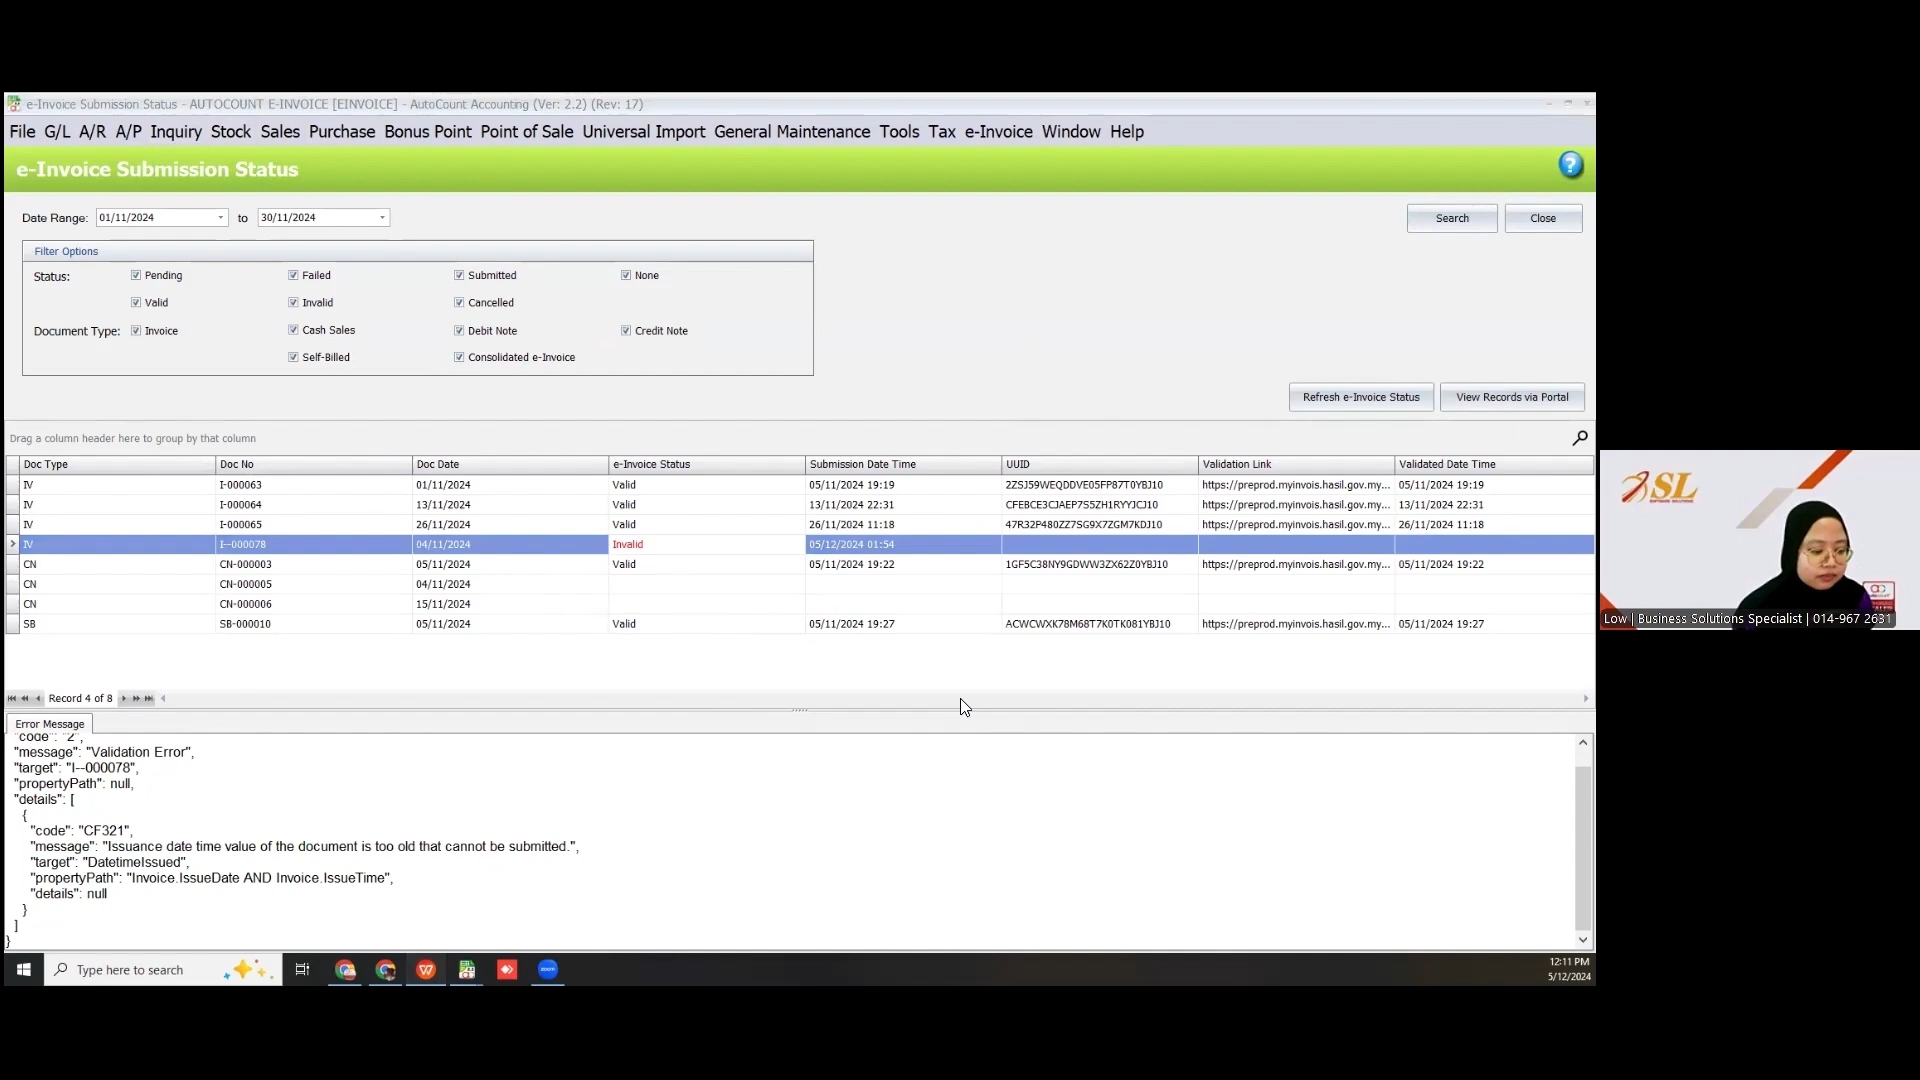 e-Invoice Submission Status - AUTOCOUNT E-INVOICE [EINVOICE] - AutoCount Accounting (Ver: 2.2) (Rev: 17)
File G/L A/R A/P Inquiry Stock Sales Purchase Bonus Point Point of Sale Universal Import General Maintenance Tools Tax e-Invoice Window Help
e-Invoice Submission Status
Date Range: 01/11/2024 to 30/11/2024 Search Close
Filter Options
Status: Pending Failed Submitted None
Valid Invalid Cancelled
Document Type: Invoice Cash Sales Debit Note Credit Note
Self-Billed Consolidated e-Invoice
Refresh e-Invoice Status View Records via Portal
Drag a column header here to group by that column
Doc Type Doc No Doc Date e-Invoice Status Submission Date Time UUID Validation Link Validated Date Time
IV I-000063 01/11/2024 Valid 05/11/2024 19:19 2ZSJ59WEQDDVE05FP87T0YBJ10 https://preprod.myinvois.hasil.gov.my... 05/11/2024 19:19
IV I-000064 13/11/2024 Valid 13/11/2024 22:31 CFEBCE3CJAEP7S5ZH1RYYJCJ10 https://preprod.myinvois.hasil.gov.my... 13/11/2024 22:31
IV I-000065 26/11/2024 Valid 26/11/2024 11:18 47R32P480ZZ7SG9X7ZGM7KDJ10 https://preprod.myinvois.hasil.gov.my... 26/11/2024 11:18
IV I--000078 04/11/2024 Invalid 05/12/2024 01:54
CN CN-000003 05/11/2024 Valid 05/11/2024 19:22 1GF5C38NY9GDWW3ZX62Z0YBJ10 https://preprod.myinvois.hasil.gov.my... 05/11/2024 19:22
CN CN-000005 04/11/2024
CN CN-000006 15/11/2024
SB SB-000010 05/11/2024 Valid 05/11/2024 19:27 ACWCWXK78M68T7K0TK081YBJ10 https://preprod.myinvois.hasil.gov.my... 05/11/2024 19:27
Record 4 of 8
Error Message
"code": "2",
"message": "Validation Error",
"target": "I--000078",
"propertyPath": null,
"details": [
{
"code": "CF321",
"message": "Issuance date time value of the document is too old that cannot be submitted.",
"target": "DatetimeIssued",
"propertyPath": "Invoice.IssueDate AND Invoice.IssueTime",
"details": null
}
]
}
Type here to search
zoom
12:11 PM
5/12/2024
SL
Low | Business Solutions Specialist | 014-967 2631